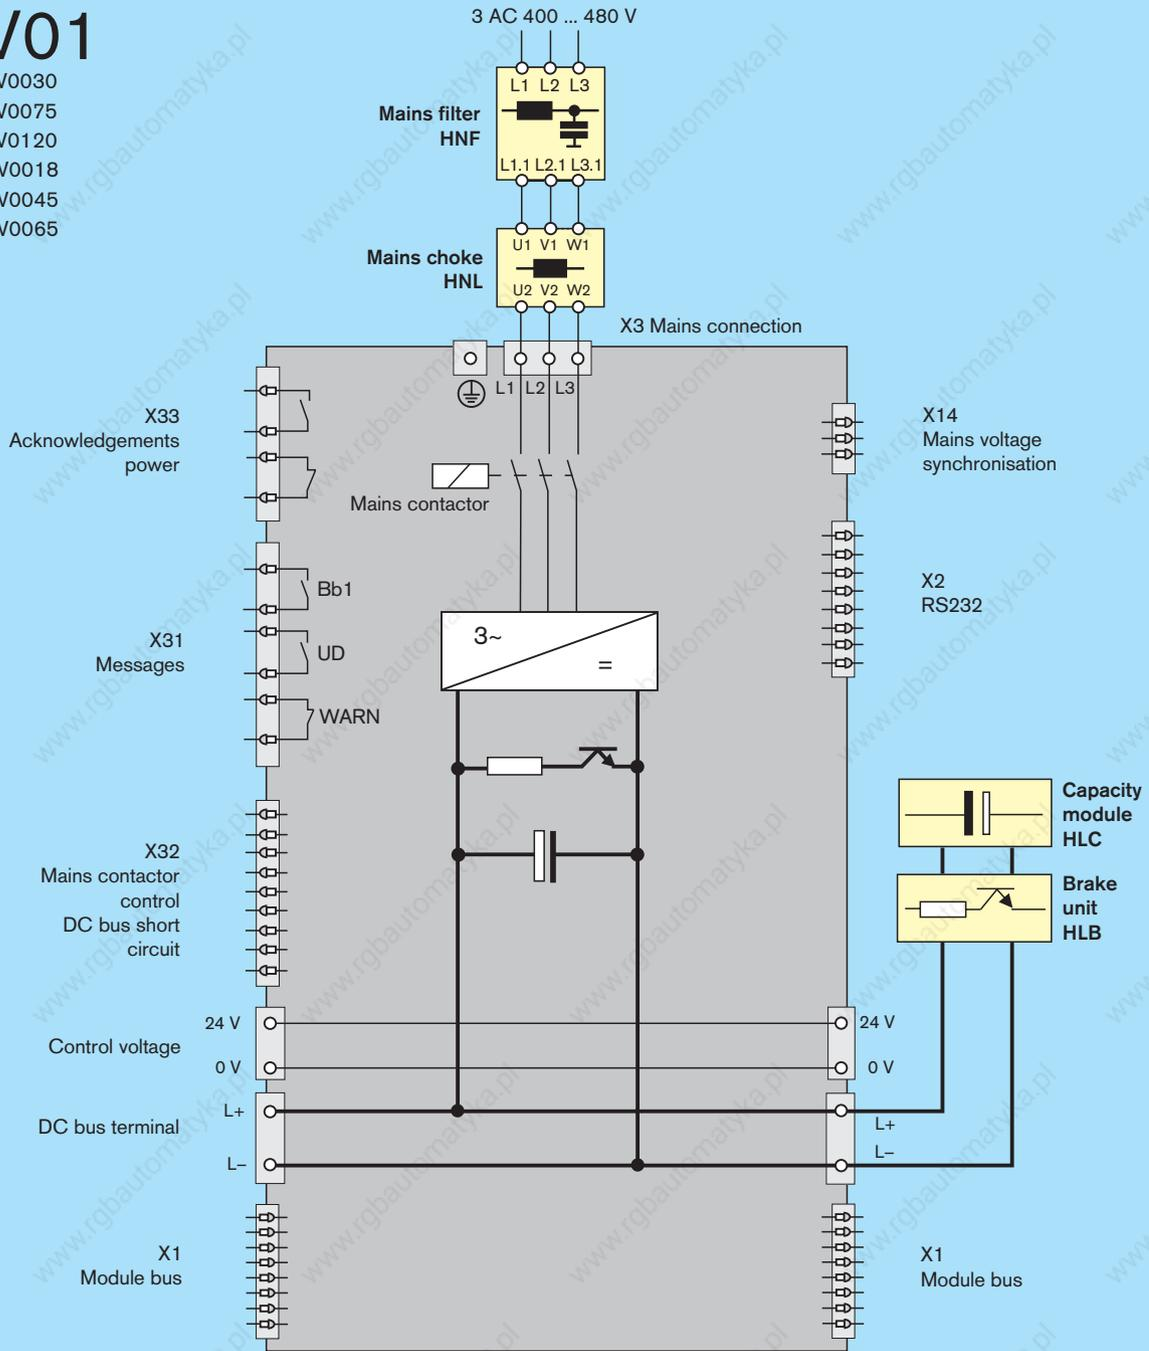 V01
3 AC 400 ... 480 V
V0030
V0075
V0120
V0018
V0045
V0065
L1 L2 L3
Mains filter
HNF
L1.1 L2.1 L3.1
U1 V1 W1
Mains choke
HNL
U2 V2 W2
X3 Mains connection
L1 L2 L3
X33
Acknowledgements
power
X14
Mains voltage
synchronisation
Mains contactor
X2
RS232
X31
Messages
Bb1
UD
WARN
3~
=
Capacity
module
HLC
Brake
unit
HLB
X32
Mains contactor
control
DC bus short
circuit
Control voltage
24 V
0 V
24 V
0 V
DC bus terminal
L+
L–
L+
L–
X1
Module bus
X1
Module bus
www.rgbautomatyka.pl